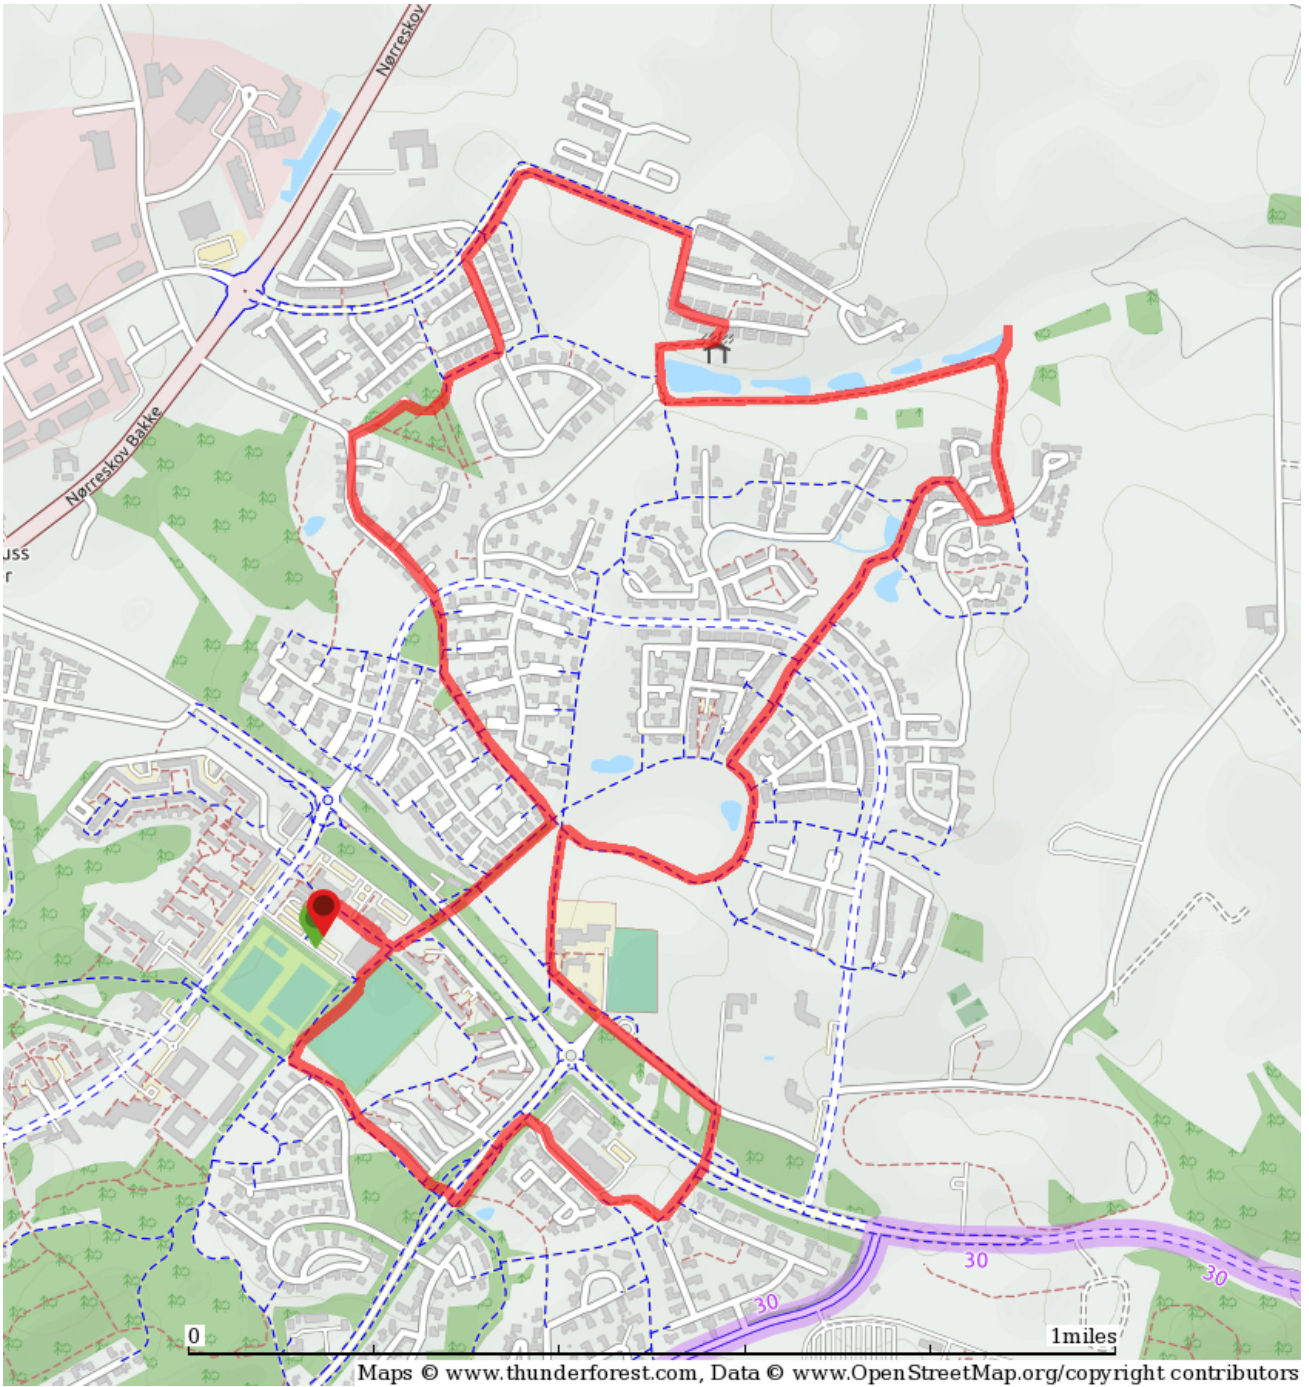 Nørreskov
Nørreskov Bakke
uss
r
30
30
30
0
1miles
Maps © www.thunderforest.com, Data © www.OpenStreetMap.org/copyright contributors